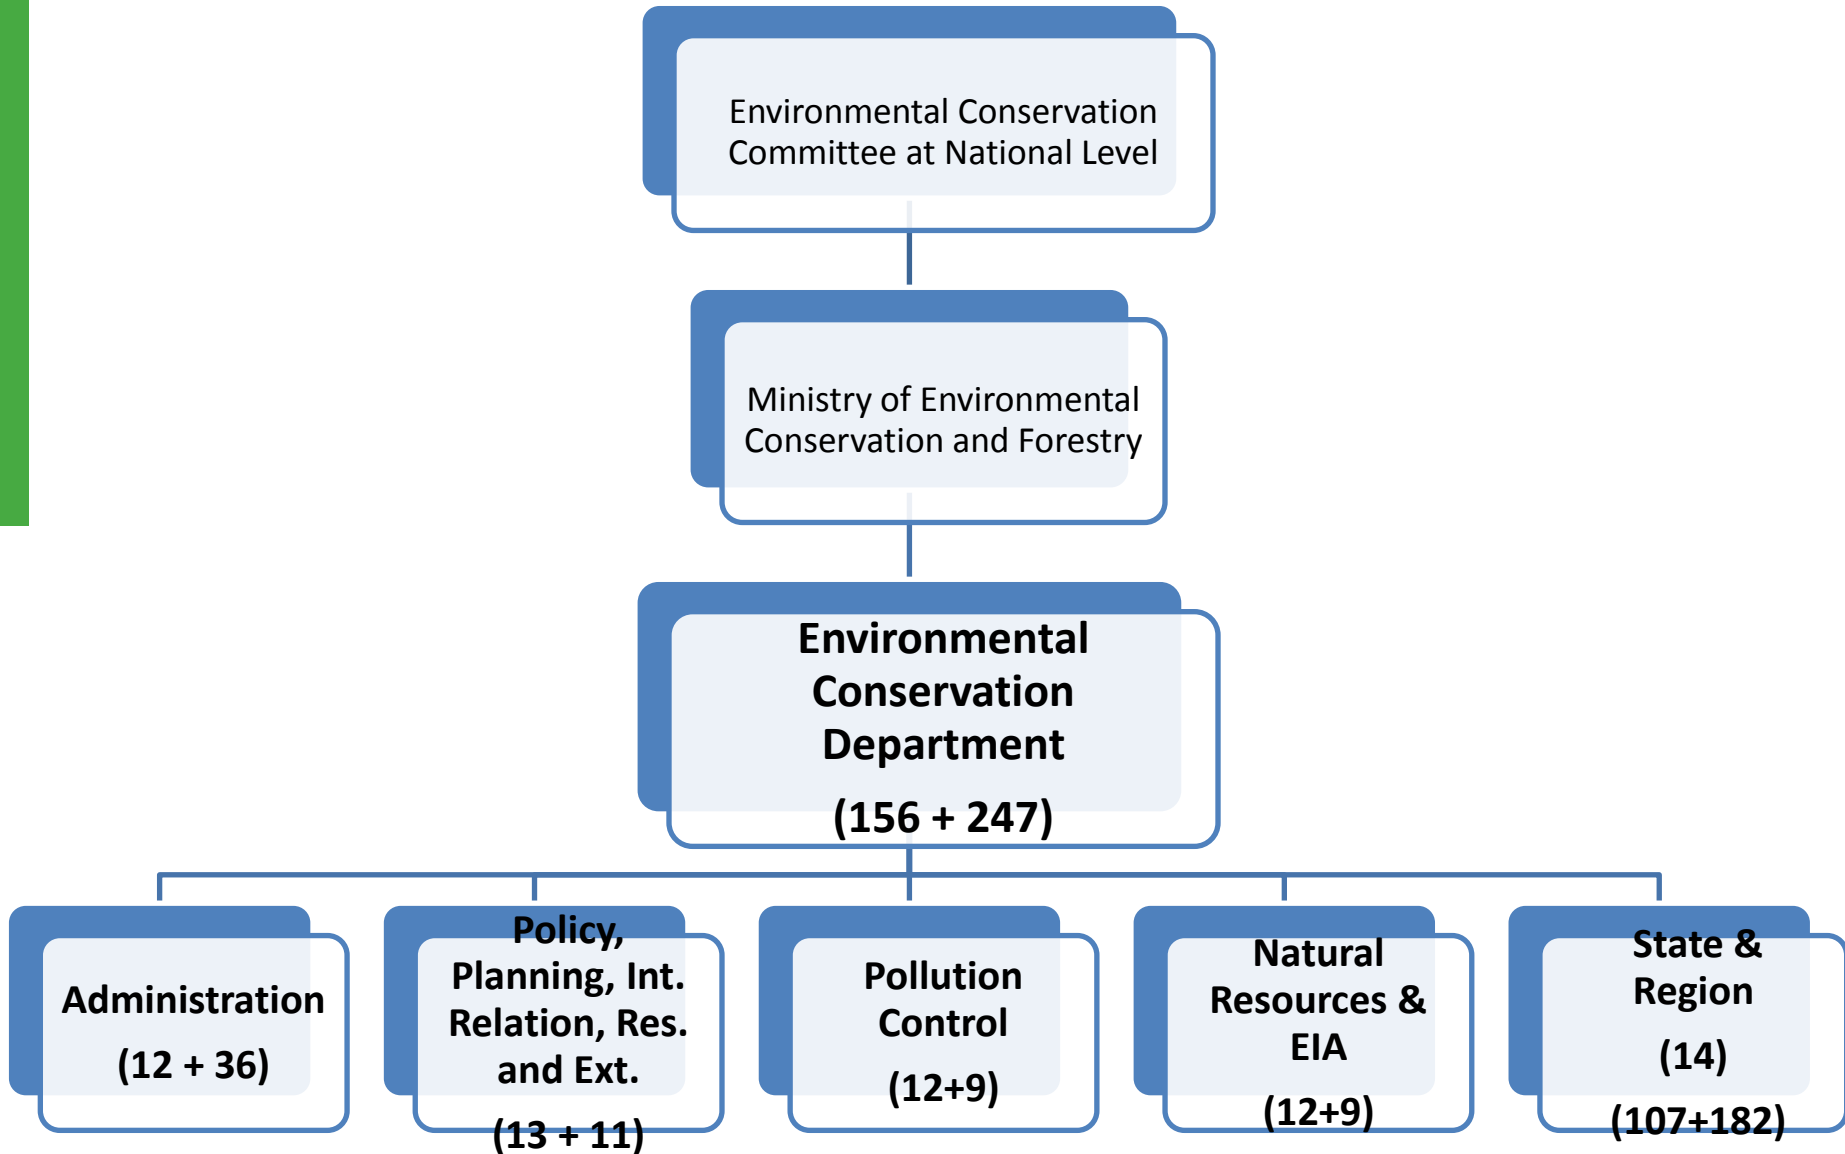 Environmental Conservation
Committee at National Level
Ministry of Environmental
Conservation and Forestry
Environmental
Conservation
Department
(156 + 247)
Administration
(12 + 36)
Policy,
Planning, Int.
Relation, Res.
and Ext.
(13 + 11)
Pollution
Control
(12+9)
Natural
Resources &
EIA
(12+9)
State &
Region
(14)
(107+182)